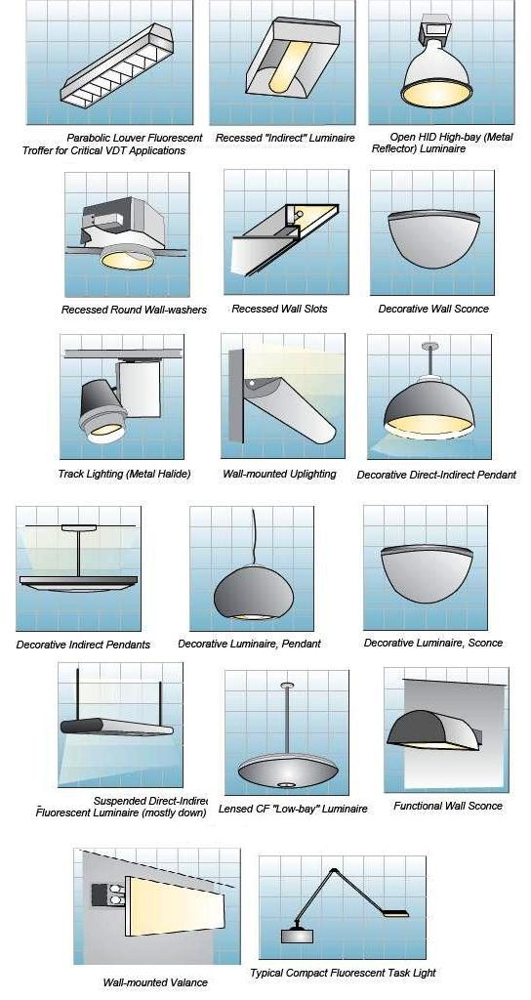 Parabolic Louver Fluorescent
Troffer for Critical VDT Applications
Recessed "Indirect" Luminaire
Open HID High-bay (Metal
Reflector) Luminaire
Recessed Round Wall-washers
Recessed Wall Slots
Decorative Wall Sconce
Track Lighting (Metal Halide)
Wall-mounted Uplighting
Decorative Direct-Indirect Pendant
Decorative Indirect Pendants
Decorative Luminaire, Pendant
Decorative Luminaire, Sconce
Suspended Direct-Indirec
Fluorescent Luminaire (mostly down)
Lensed CF "Low-bay" Luminaire
Functional Wall Sconce
Wall-mounted Valance
Typical Compact Fluorescent Task Light